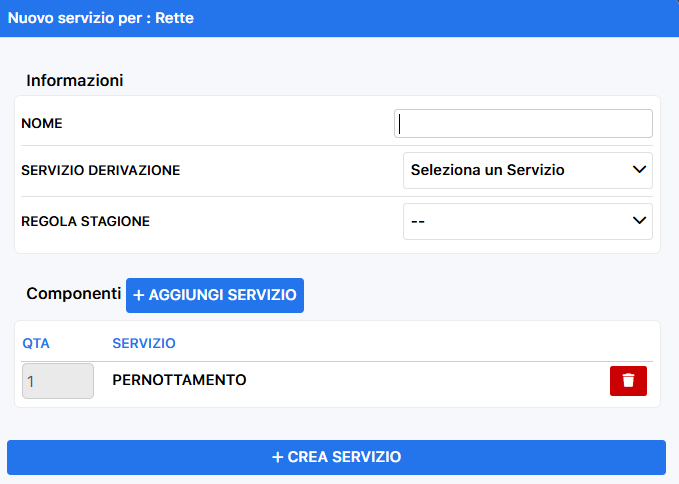 Nuovo servizio per : Rette
Informazioni
NOME
SERVIZIO DERIVAZIONE Seleziona un Servizio
REGOLA STAGIONE --
Componenti + AGGIUNGI SERVIZIO
QTA SERVIZIO
1 PERNOTTAMENTO
+ CREA SERVIZIO